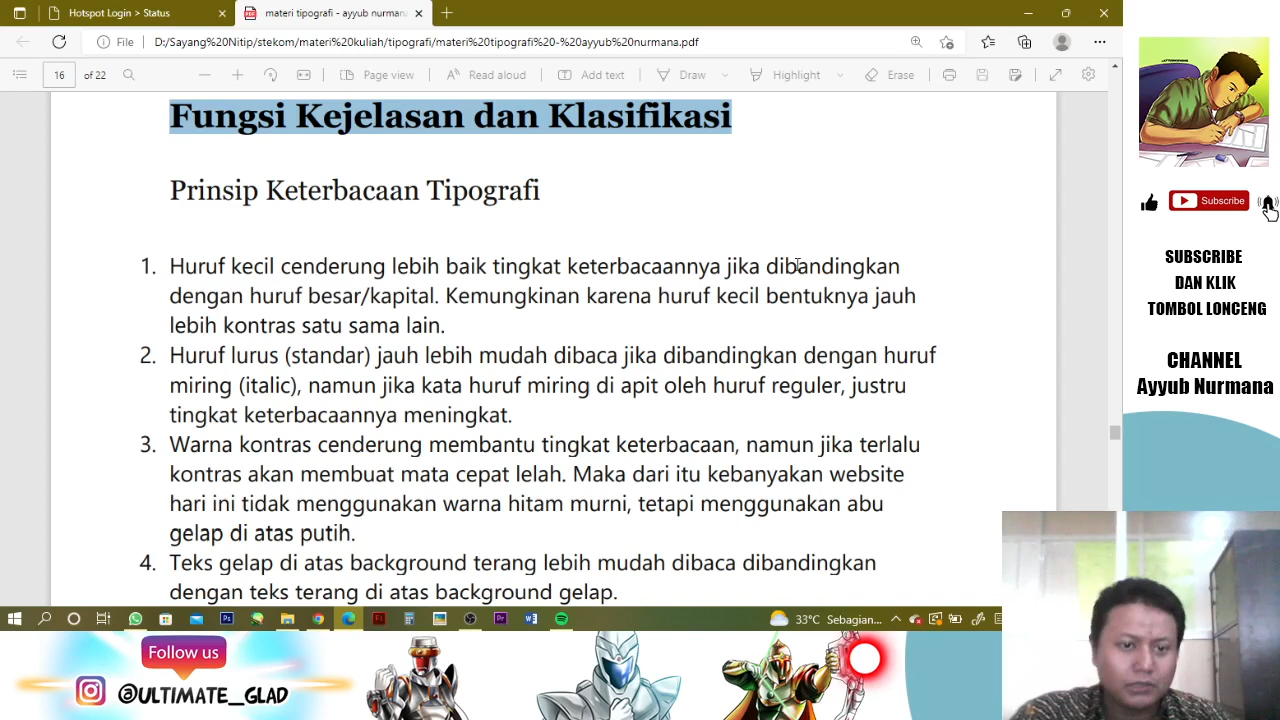 Hotspot Login > Status
materi tipografi - ayyub nurmana
File
D:/Sayang%20Nitip/stekom/materi%20kuliah/tipografi/materi%20tipografi%20-%20ayyub%20nurmana.pdf
16 of 22
Page view
Read aloud
Add text
Draw
Highlight
Erase
Fungsi Kejelasan dan Klasifikasi
Prinsip Keterbacaan Tipografi
1. Huruf kecil cenderung lebih baik tingkat keterbacaannya jika dibandingkan
dengan huruf besar/kapital. Kemungkinan karena huruf kecil bentuknya jauh
lebih kontras satu sama lain.
2. Huruf lurus (standar) jauh lebih mudah dibaca jika dibandingkan dengan huruf
miring (italic), namun jika kata huruf miring di apit oleh huruf reguler, justru
tingkat keterbacaannya meningkat.
3. Warna kontras cenderung membantu tingkat keterbacaan, namun jika terlalu
kontras akan membuat mata cepat lelah. Maka dari itu kebanyakan website
hari ini tidak menggunakan warna hitam murni, tetapi menggunakan abu
gelap di atas putih.
4. Teks gelap di atas background terang lebih mudah dibaca dibandingkan
dengan teks terang di atas background gelap.
33°C Sebagian...
Subscribe
SUBSCRIBE
DAN KLIK
TOMBOL LONCENG
CHANNEL
Ayyub Nurmana
Follow us
@ULTIMATE_GLAD